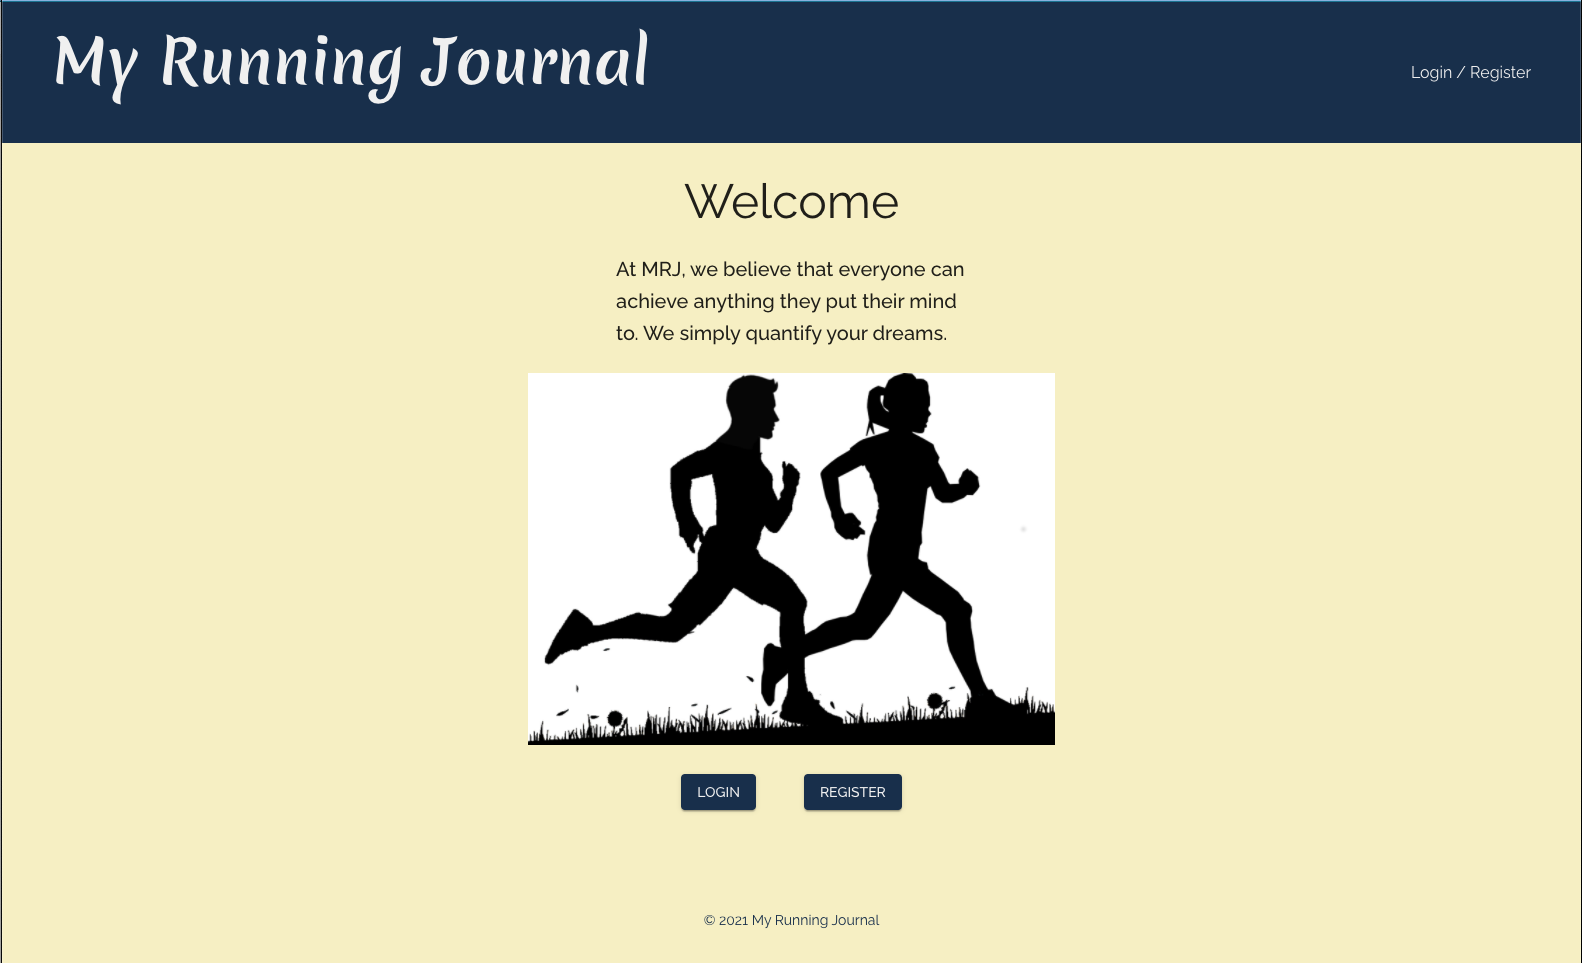 My Running Journal
Login / Register
Welcome
At MRJ, we believe that everyone can
achieve anything they put their mind
to. We simply quantify your dreams.
LOGIN
REGISTER
© 2021 My Running Journal